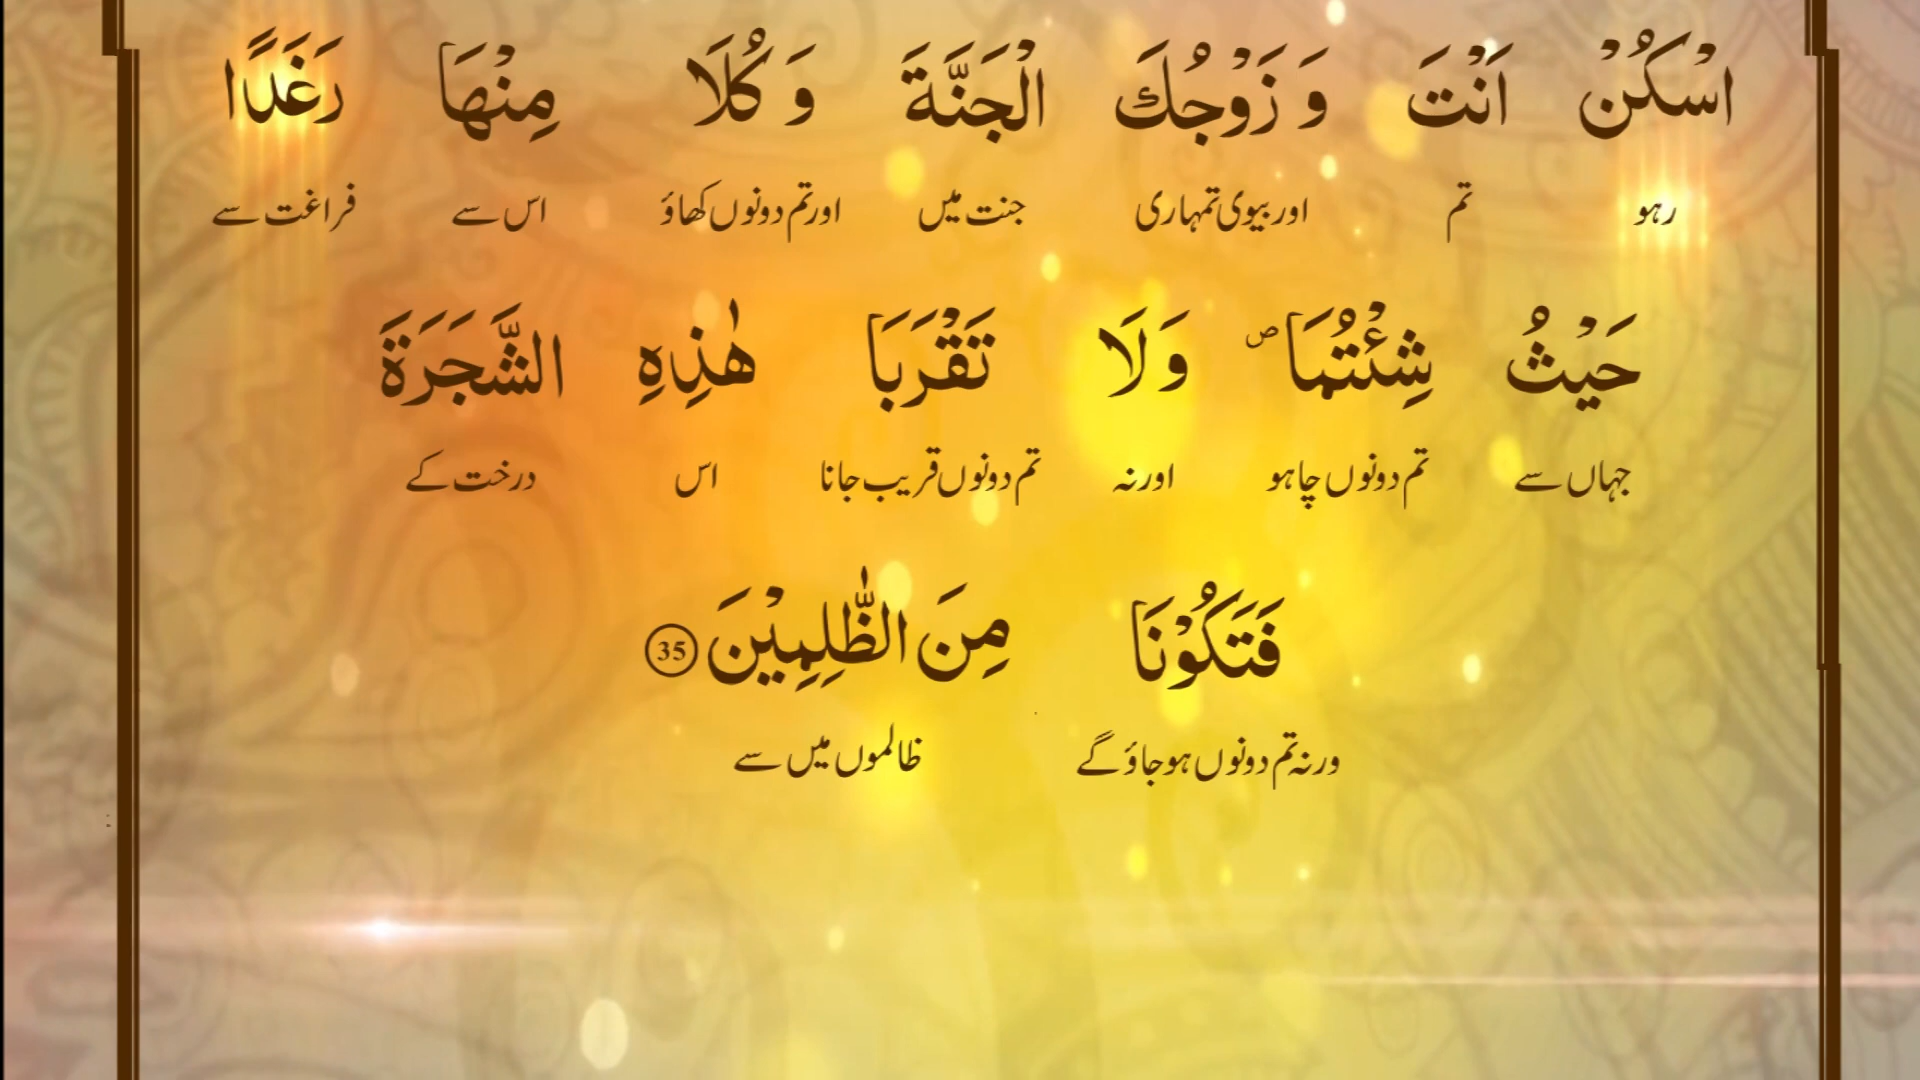 اسْكُنْ اَنْتَ وَ زَوْجُكَ الْجَنَّةَ وَ كُلَا مِنْهَا رَغَدًا
رہو تم اور بیوی تمہاری جنت میں اور تم دونوں کھاؤ اس سے فراغت سے
حَيْثُ شِئْتُمَا ۪ وَ لَا تَقْرَبَا هٰذِهِ الشَّجَرَةَ
جہاں سے تم دونوں چاہو اور نہ تم دونوں قریب جانا اس درخت کے
فَتَكُوْنَا مِنَ الظّٰلِمِيْنَ 35
ورنہ تم دونوں ہو جاؤ گے ظالموں میں سے